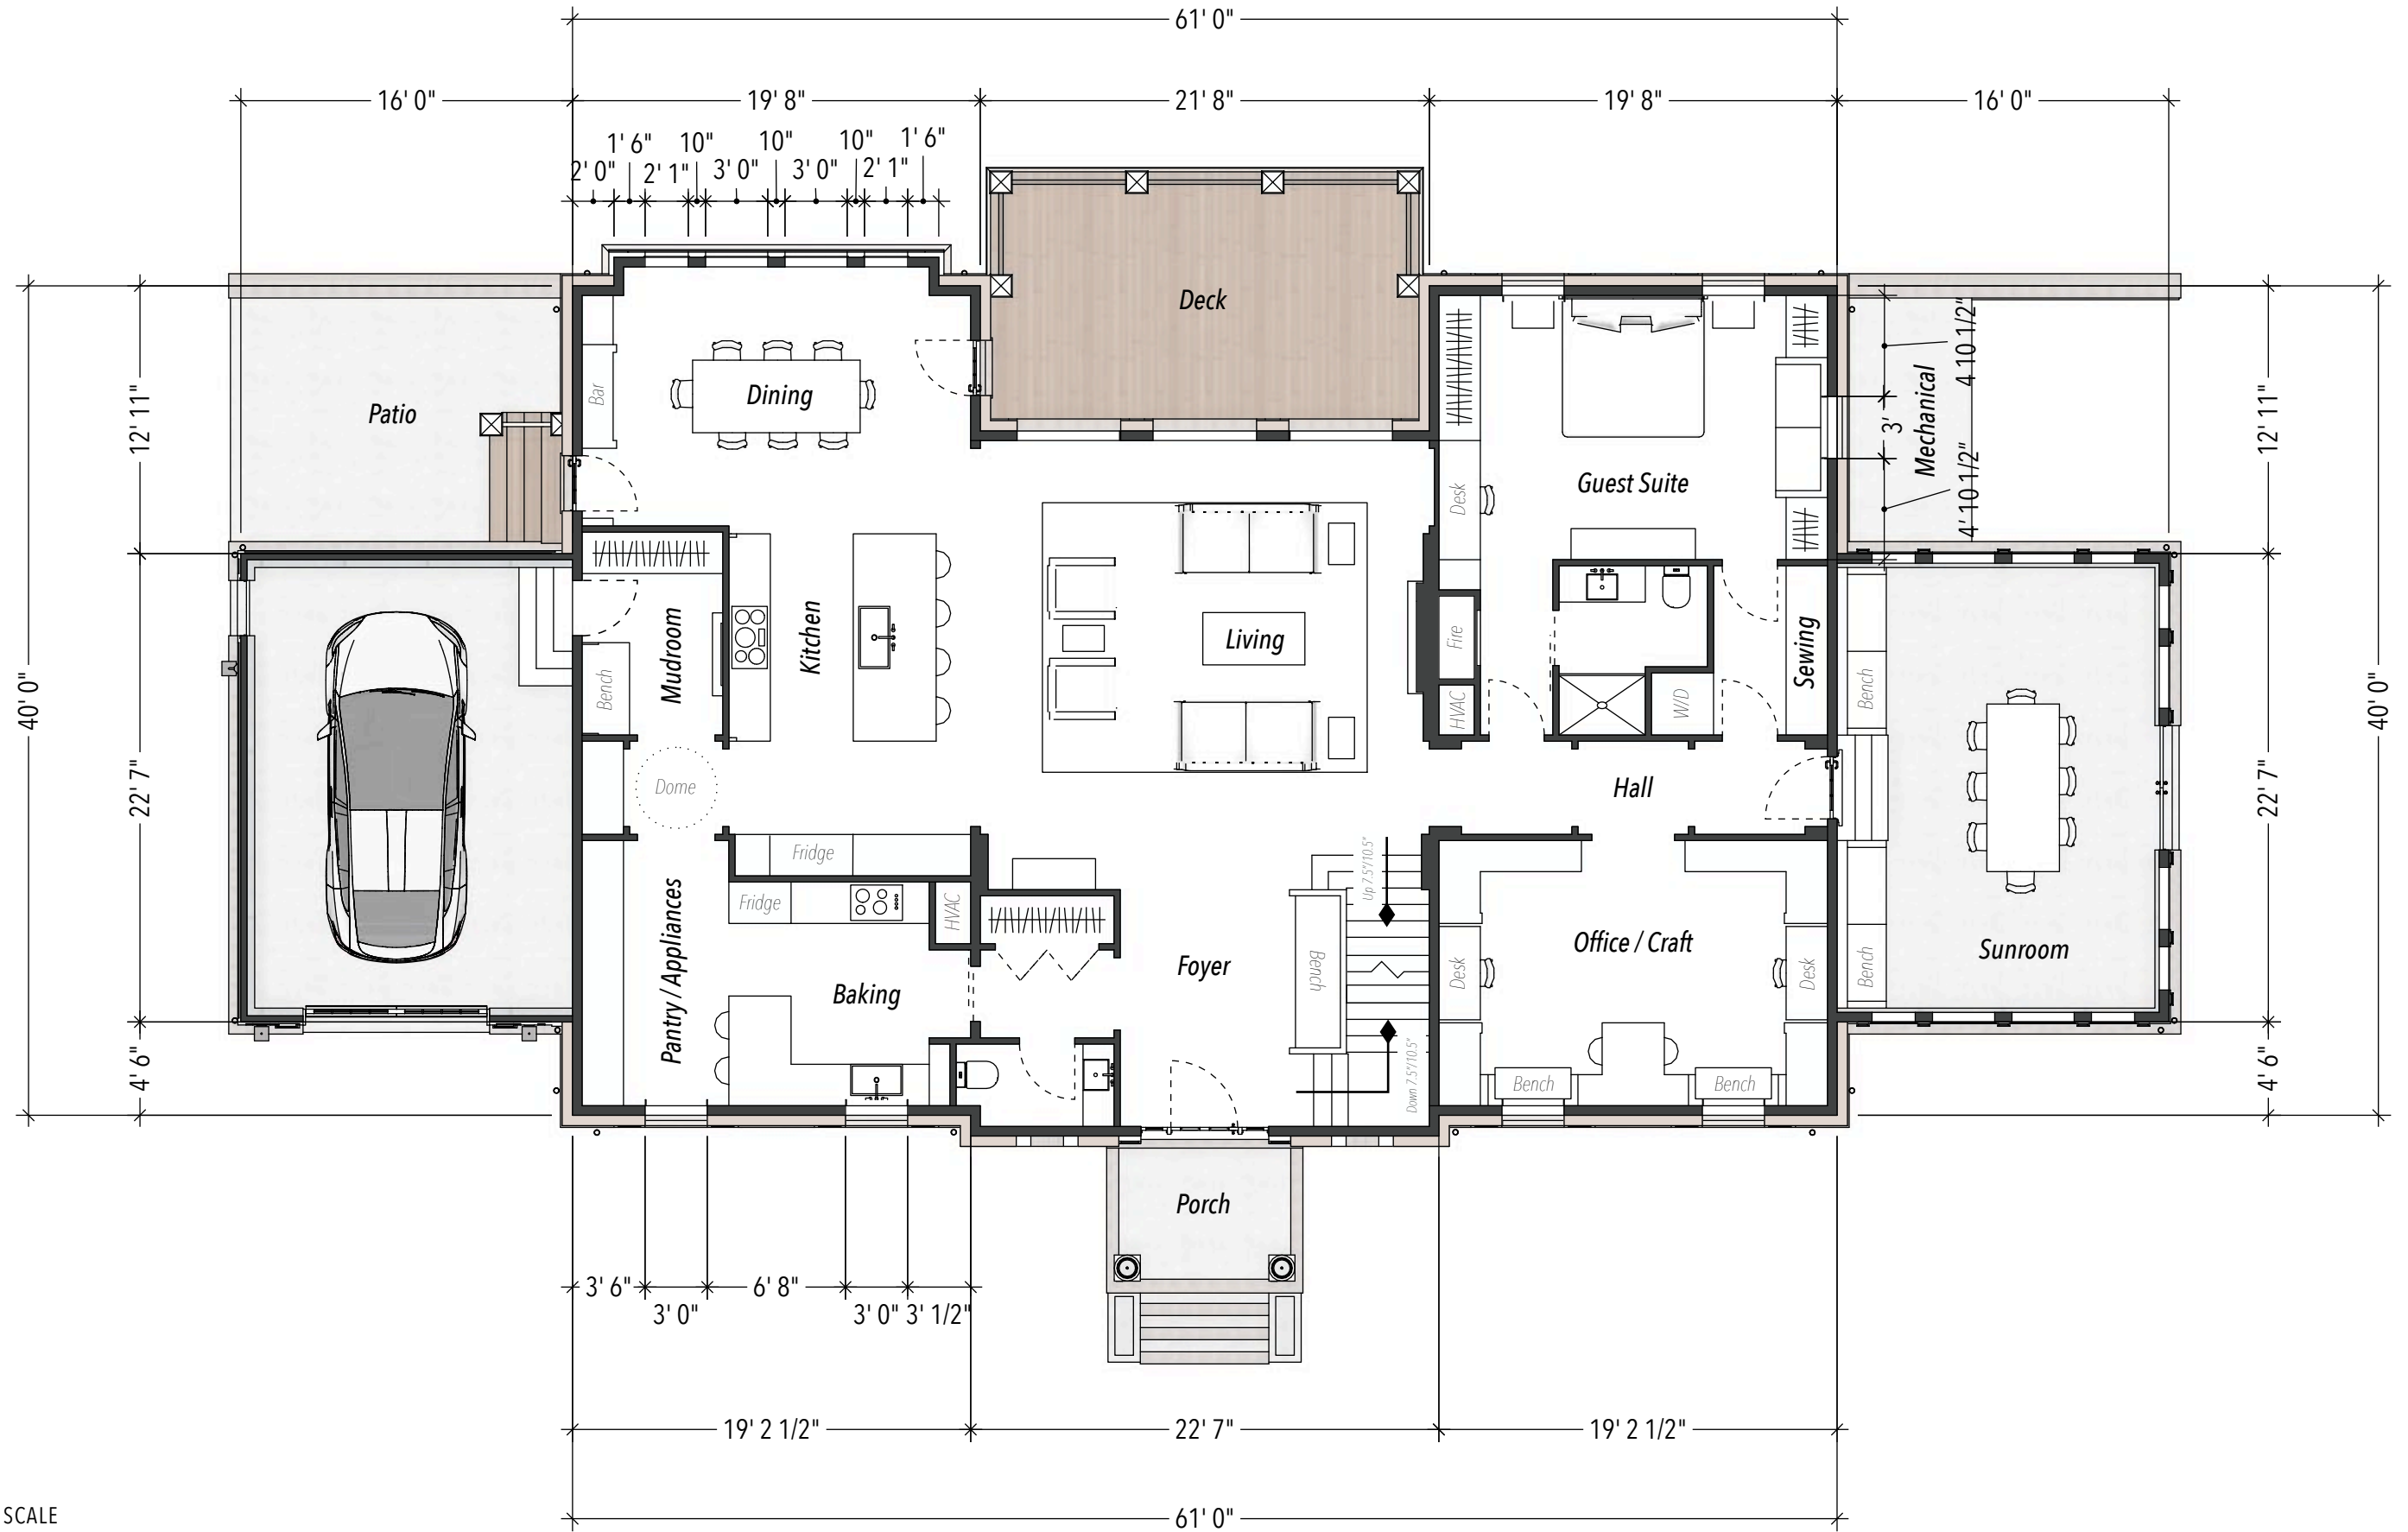 61' 0"
16' 0"
19' 8"
21' 8"
19' 8"
16' 0"
1' 6"
10"
10"
10"
1' 6"
2' 0"
2' 1"
3' 0"
3' 0"
2' 1"
Deck
Patio
Bar
Dining
12' 11"
Guest Suite
Desk
4 10 1/2"
3'
4' 10 1/2"
Mechanical
12' 11"
40' 0"
22' 7"
Bench
Mudroom
Kitchen
Living
Fire
HVAC
W/D
Sewing
Bench
22' 7"
40' 0"
Dome
Hall
Fridge
Up 7.5"/10.5"
Pantry / Appliances
Fridge
HVAC
Baking
Foyer
Bench
Office / Craft
Desk
Desk
Bench
Sunroom
4' 6"
Down 7.5"/10.5"
Bench
Bench
4' 6"
Porch
3' 6"
3' 0"
6' 8"
3' 0"
3' 1/2"
19' 2 1/2"
22' 7"
19' 2 1/2"
61' 0"
SCALE